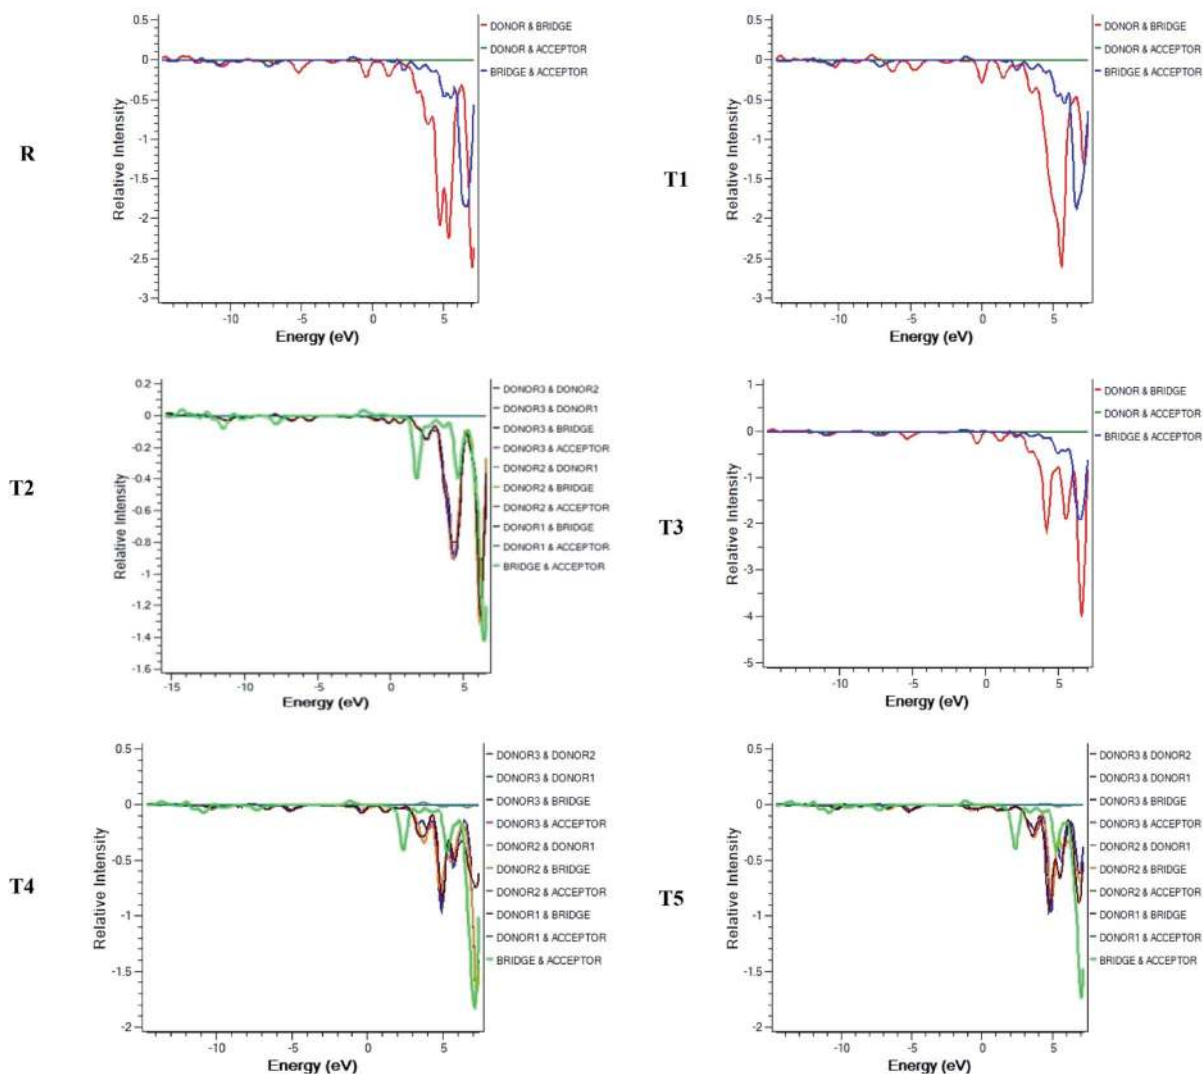 R
0.5
0
-0.5
-1
-1.5
-2
-2.5
-3
Relative Intensity
-10
-5
0
5
Energy (eV)
DONOR & BRIDGE
DONOR & ACCEPTOR
BRIDGE & ACCEPTOR
T1
0.5
0
-0.5
-1
-1.5
-2
-2.5
-3
Relative Intensity
-10
-5
0
5
Energy (eV)
DONOR & BRIDGE
DONOR & ACCEPTOR
BRIDGE & ACCEPTOR
T2
0.2
0
-0.2
-0.4
-0.6
-0.8
-1
-1.2
-1.4
-1.6
Relative Intensity
-15
-10
-5
0
5
Energy (eV)
DONOR3 & DONOR2
DONOR3 & DONOR1
DONOR3 & BRIDGE
DONOR3 & ACCEPTOR
DONOR2 & DONOR1
DONOR2 & BRIDGE
DONOR2 & ACCEPTOR
DONOR1 & BRIDGE
DONOR1 & ACCEPTOR
BRIDGE & ACCEPTOR
T3
1
0
-1
-2
-3
-4
-5
Relative Intensity
-10
-5
0
5
Energy (eV)
DONOR & BRIDGE
DONOR & ACCEPTOR
BRIDGE & ACCEPTOR
T4
0.5
0
-0.5
-1
-1.5
-2
Relative Intensity
-10
-5
0
5
Energy (eV)
DONOR3 & DONOR2
DONOR3 & DONOR1
DONOR3 & BRIDGE
DONOR3 & ACCEPTOR
DONOR2 & DONOR1
DONOR2 & BRIDGE
DONOR2 & ACCEPTOR
DONOR1 & BRIDGE
DONOR1 & ACCEPTOR
BRIDGE & ACCEPTOR
T5
0.5
0
-0.5
-1
-1.5
-2
Relative Intensity
-10
-5
0
5
Energy (eV)
DONOR3 & DONOR2
DONOR3 & DONOR1
DONOR3 & BRIDGE
DONOR3 & ACCEPTOR
DONOR2 & DONOR1
DONOR2 & BRIDGE
DONOR2 & ACCEPTOR
DONOR1 & BRIDGE
DONOR1 & ACCEPTOR
BRIDGE & ACCEPTOR